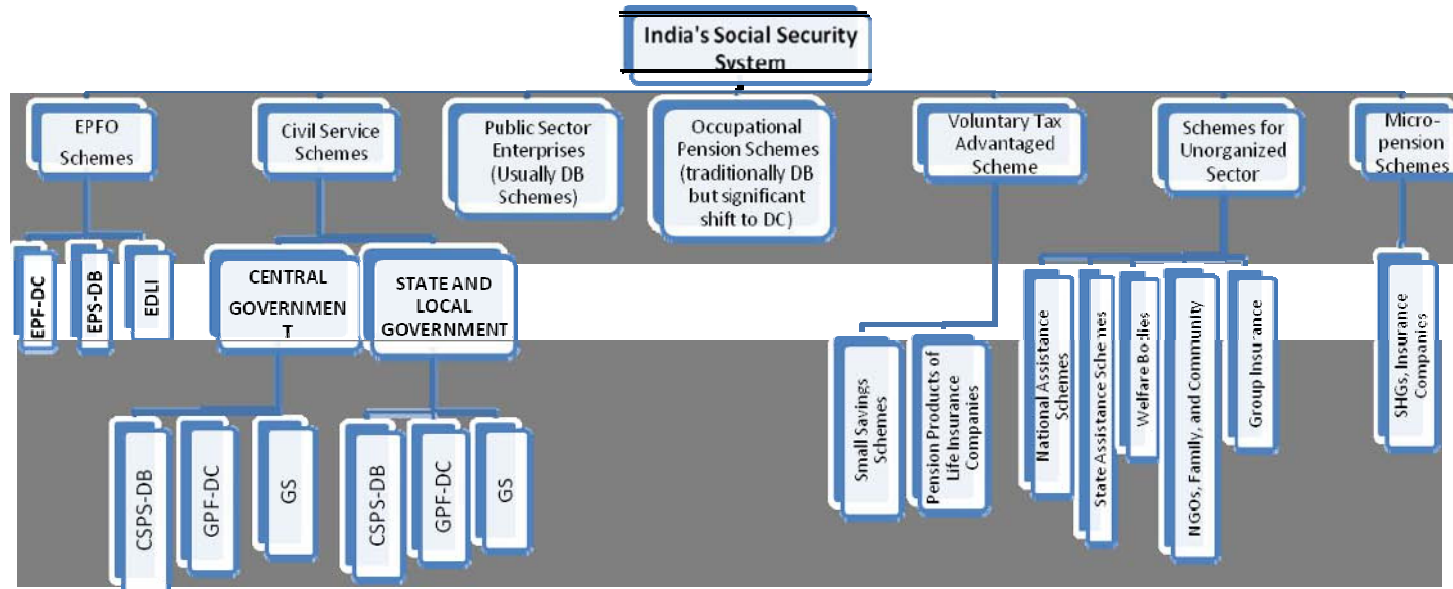 India's Social Security
System
EPFO
Schemes
Civil Service
Schemes
Public Sector
Enterprises
(Usually DB
Schemes)
Occupational
Pension Schemes
(traditionally DB
but significant
shift to DC)
Voluntary Tax
Advantaged
Scheme
Schemes for
Unorganized
Sector
Micro-
pension
Schemes
EPF-DC
EPS-DB
EDLI
CENTRAL
GOVERNMEN
T
STATE AND
LOCAL
GOVERNMENT
CSPS-DB
GPF-DC
GS
CSPS-DB
GPF-DC
GS
Small Savings
Schemes
Pension Products of
Life Insurance
Companies
National Assistance
Schemes
State Assistance Schemes
Welfare Bodies
NGOs, Family, and Community
Group Insurance
SHGs, Insurance
Companies